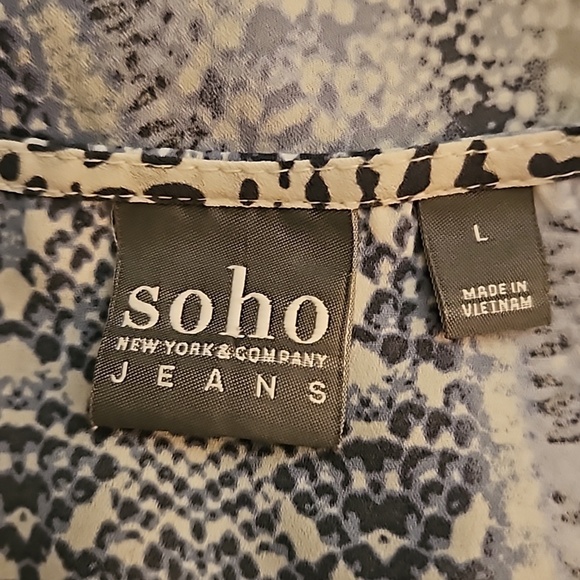 soho
NEW YORK & COMPANY
JEANS
L
MADE IN
VIETNAM